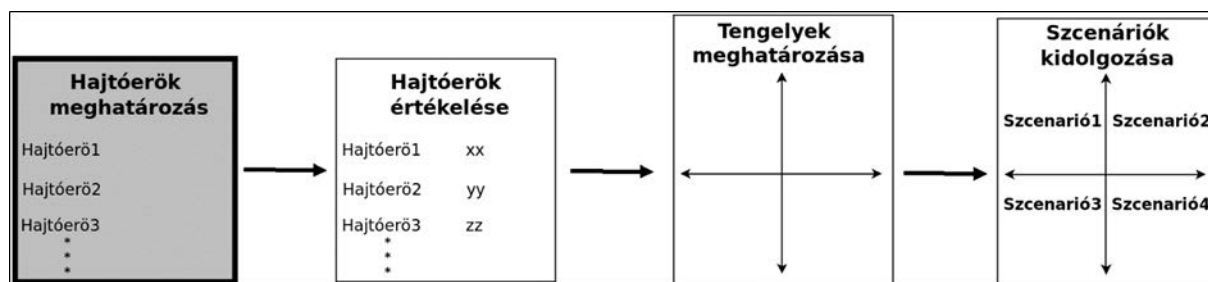 Hajtóerök
meghatározás
Hajtóerö1
Hajtóerö2
Hajtóerö3
*
*
*
Hajtóerök
értékelése
Hajtóerö1 xx
Hajtóerö2 yy
Hajtóerö3 zz
*
*
*
Tengelyek
meghatározása
Szcenáriók
kidolgozása
Szcenarió1 Szcenarió2
Szcenarió3 Szcenarió4